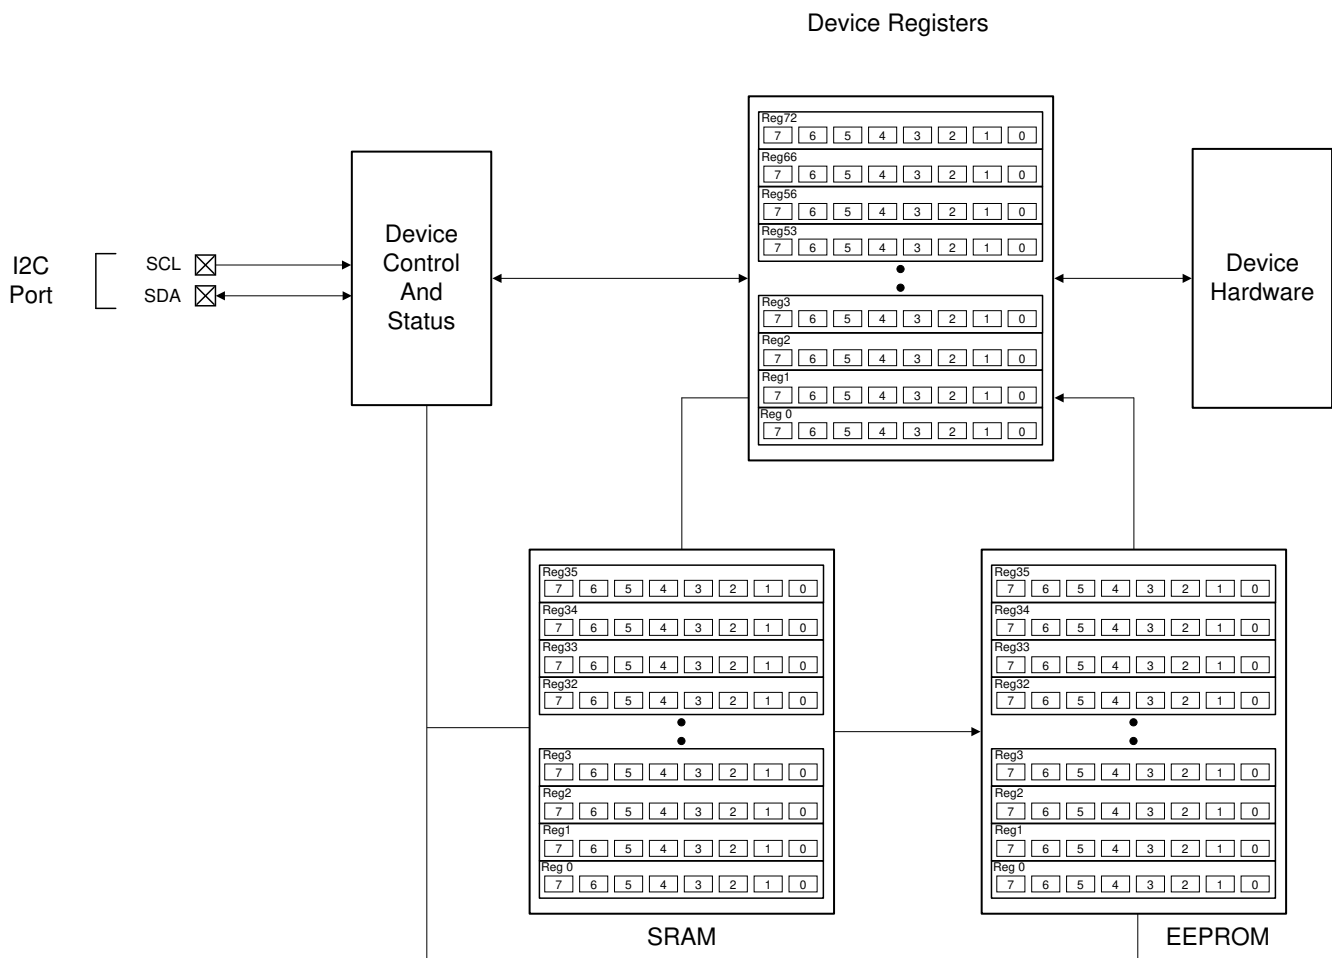 Device Registers
Reg72
7 6 5 4 3 2 1 0
Reg66
7 6 5 4 3 2 1 0
Reg56
7 6 5 4 3 2 1 0
Reg53
7 6 5 4 3 2 1 0
Reg3
7 6 5 4 3 2 1 0
Reg2
7 6 5 4 3 2 1 0
Reg1
7 6 5 4 3 2 1 0
Reg 0
7 6 5 4 3 2 1 0
I2C
Port
SCL
SDA
Device
Control
And
Status
Device
Hardware
Reg35
7 6 5 4 3 2 1 0
Reg34
7 6 5 4 3 2 1 0
Reg33
7 6 5 4 3 2 1 0
Reg32
7 6 5 4 3 2 1 0
Reg3
7 6 5 4 3 2 1 0
Reg2
7 6 5 4 3 2 1 0
Reg1
7 6 5 4 3 2 1 0
Reg 0
7 6 5 4 3 2 1 0
SRAM
Reg35
7 6 5 4 3 2 1 0
Reg34
7 6 5 4 3 2 1 0
Reg33
7 6 5 4 3 2 1 0
Reg32
7 6 5 4 3 2 1 0
Reg3
7 6 5 4 3 2 1 0
Reg2
7 6 5 4 3 2 1 0
Reg1
7 6 5 4 3 2 1 0
Reg 0
7 6 5 4 3 2 1 0
EEPROM